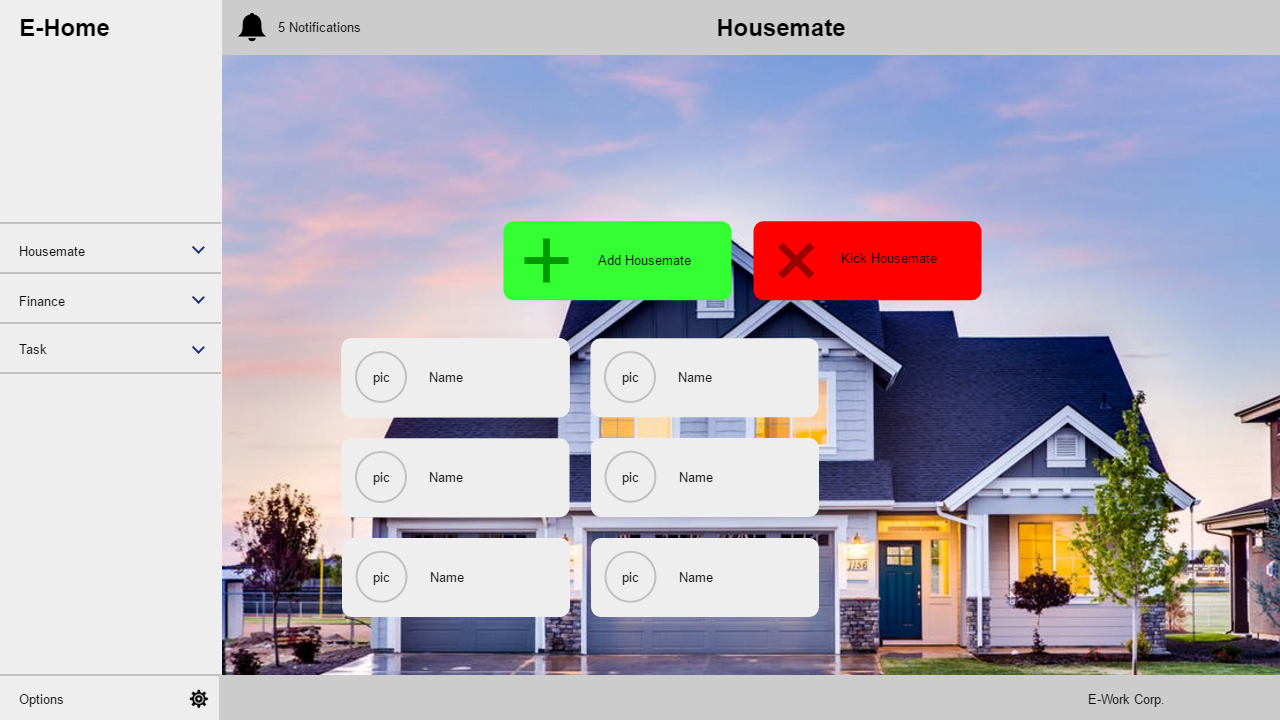 E-Home
5 Notifications
Housemate
Add Housemate
Kick Housemate
Housemate
Finance
Task
pic Name
pic Name
pic Name
pic Name
pic Name
pic Name
1156
Options
E-Work Corp.